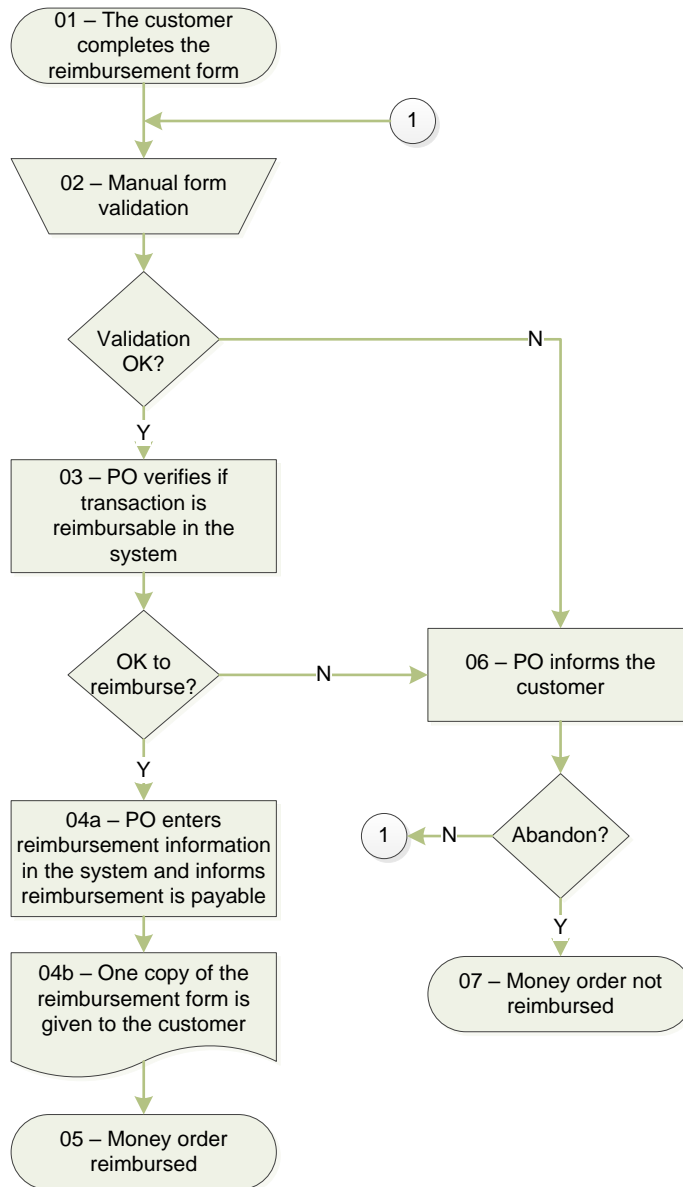 01 – The customer
completes the
reimbursement form
1
02 – Manual form
validation
Validation
OK?
N
Y
03 – PO verifies if
transaction is
reimbursable in the
system
OK to
reimburse?
N
06 – PO informs the
customer
Y
04a – PO enters
reimbursement information
in the system and informs
reimbursement is payable
1
N
Abandon?
Y
04b – One copy of the
reimbursement form is
given to the customer
07 – Money order not
reimbursed
05 – Money order
reimbursed